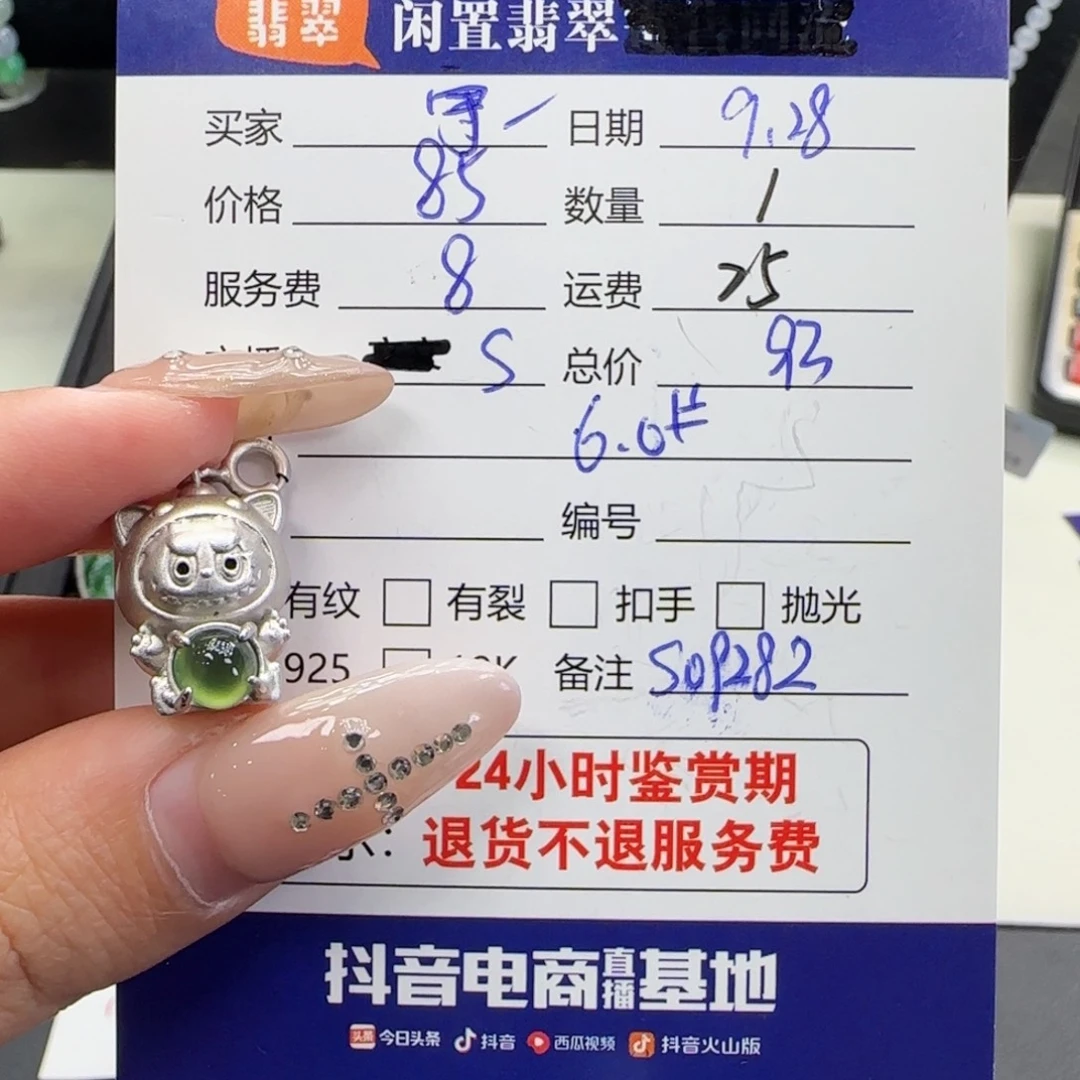 翡翠 闲置翡翠
买家 日期 9.28
价格 85 数量 1
服务费 8 运费 25
S 总价 93
6.0
编号
有纹 有裂 扣手 抛光
925 备注 S09282
24小时鉴赏期
退货不退服务费
抖音电商直播基地
头条 今日头条 抖音 西瓜视频 抖音火山版